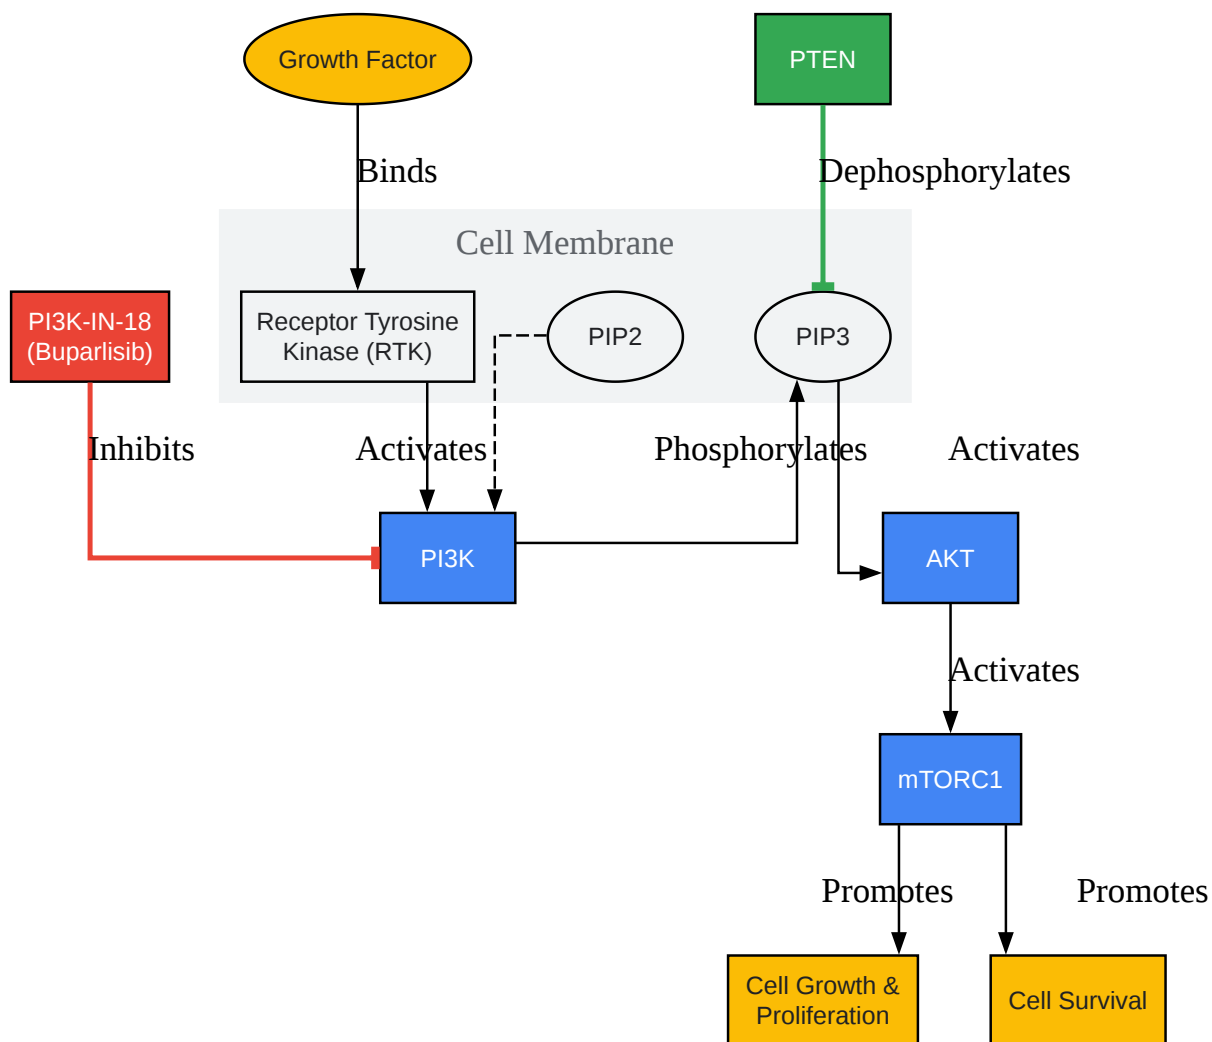 Growth Factor
PTEN
Binds
Dephosphorylates
Cell Membrane
PI3K-IN-18
(Buparlisib)
Receptor Tyrosine
Kinase (RTK)
PIP2
PIP3
Inhibits
Activates
Phosphorylates
Activates
PI3K
AKT
Activates
mTORC1
Promotes
Promotes
Cell Growth &
Proliferation
Cell Survival